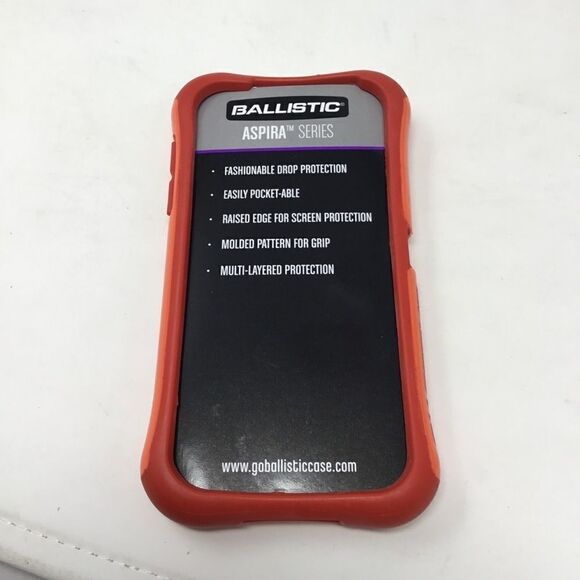 BALLISTIC®
ASPIRA™ SERIES
• FASHIONABLE DROP PROTECTION
• EASILY POCKET-ABLE
• RAISED EDGE FOR SCREEN PROTECTION
• MOLDED PATTERN FOR GRIP
• MULTI-LAYERED PROTECTION
www.goballisticcase.com